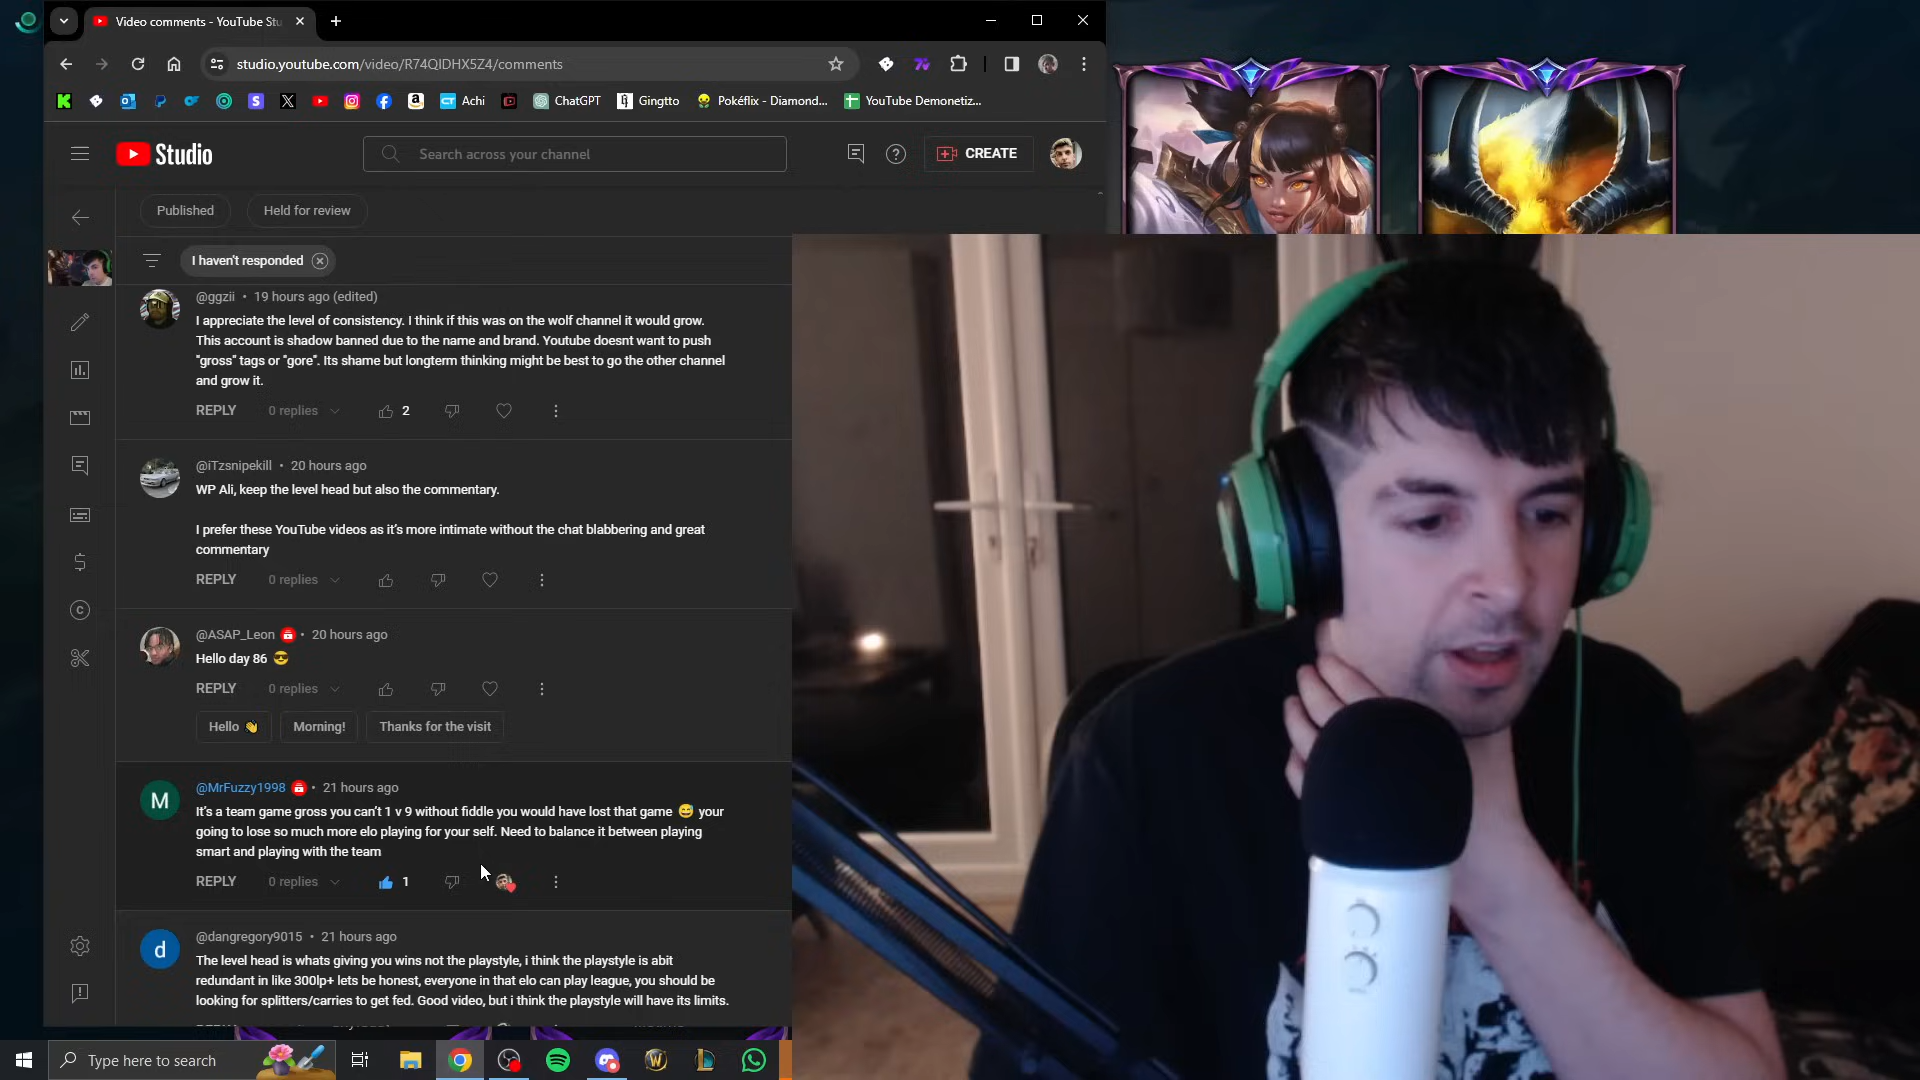 Video comments - YouTube Stu
studio.youtube.com/video/R74QIDHX5Z4/comments
Achi
ChatGPT
Gingtto
Pokéflix - Diamond...
YouTube Demonetiz...
Studio
Search across your channel
CREATE
Published
Held for review
I haven't responded
@ggzii • 19 hours ago (edited)
I appreciate the level of consistency. I think if this was on the wolf channel it would grow.
This account is shadow banned due to the name and brand. Youtube doesnt want to push
"gross" tags or "gore". Its shame but longterm thinking might be best to go the other channel
and grow it.
REPLY 0 replies 2
@iTzsnipekill • 20 hours ago
WP Ali, keep the level head but also the commentary.
I prefer these YouTube videos as it's more intimate without the chat blabbering and great
commentary
REPLY 0 replies
@ASAP_Leon • 20 hours ago
Hello day 86 😎
REPLY 0 replies
Hello 👋 Morning! Thanks for the visit
M
@MrFuzzy1998 • 21 hours ago
It's a team game gross you can't 1 v 9 without fiddle you would have lost that game 😅 your
going to lose so much more elo playing for your self. Need to balance it between playing
smart and playing with the team
REPLY 0 replies 1
d
@dangregory9015 • 21 hours ago
The level head is whats giving you wins not the playstyle, i think the playstyle is abit
redundant in like 300lp+ lets be honest, everyone in that elo can play league, you should be
looking for splitters/carries to get fed. Good video, but i think the playstyle will have its limits.
Type here to search